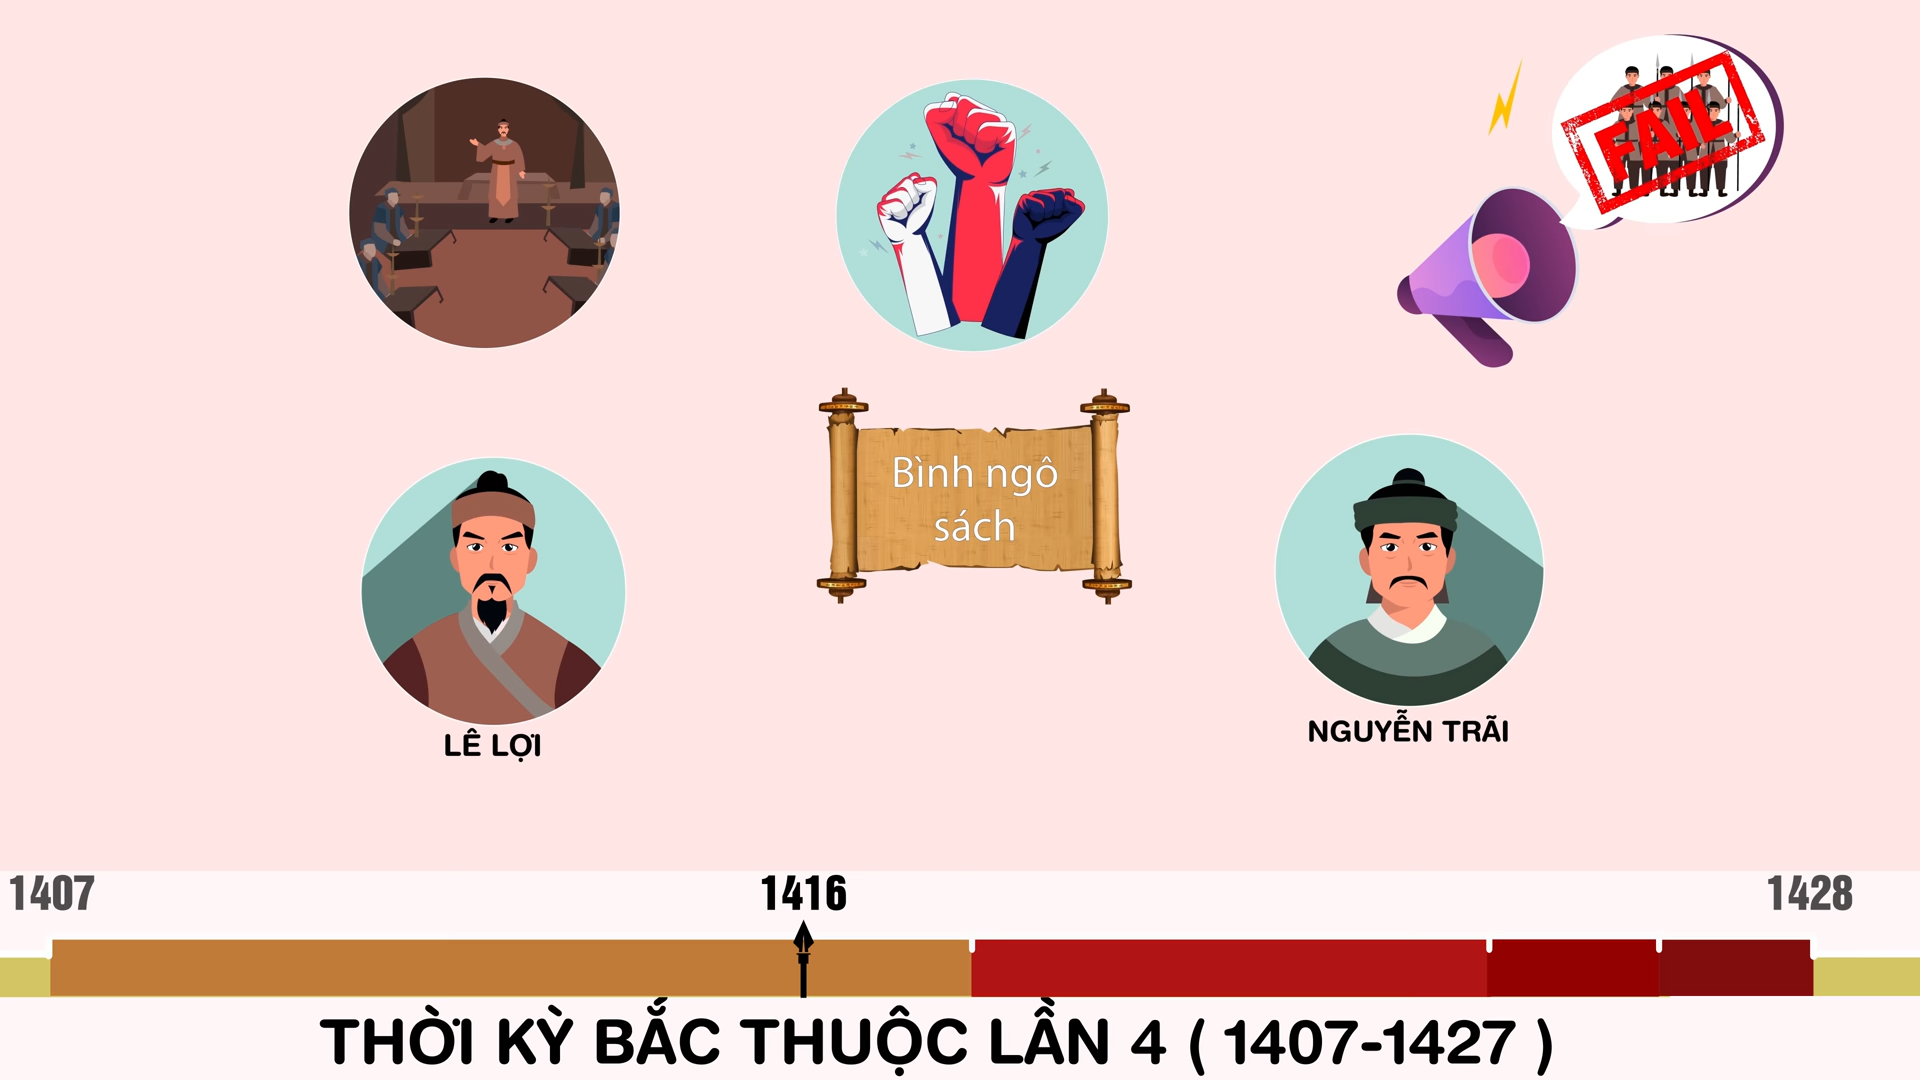 FAIL
Bình ngô
sách
LÊ LỢI
NGUYỄN TRÃI
1407
1416
1428
THỜI KỲ BẮC THUỘC LẦN 4 ( 1407-1427 )